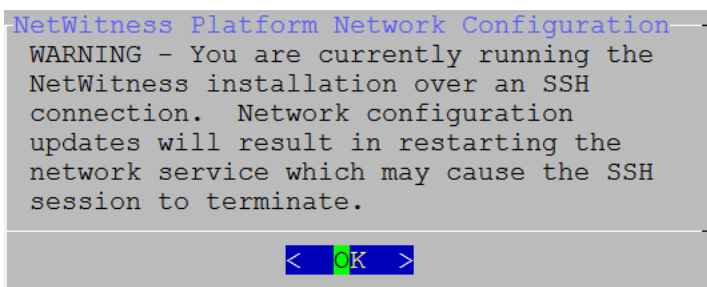 NetWitness Platform Network Configuration
WARNING - You are currently running the
NetWitness installation over an SSH
connection.  Network configuration
updates will result in restarting the
network service which may cause the SSH
session to terminate.
<  OK  >